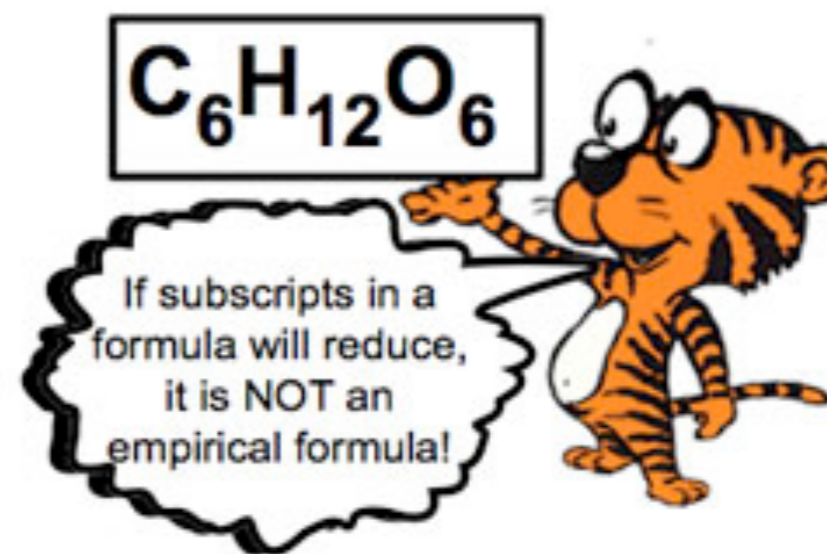 C₆H₁₂O₆
If subscripts in a
formula will reduce,
it is NOT an
empirical formula!